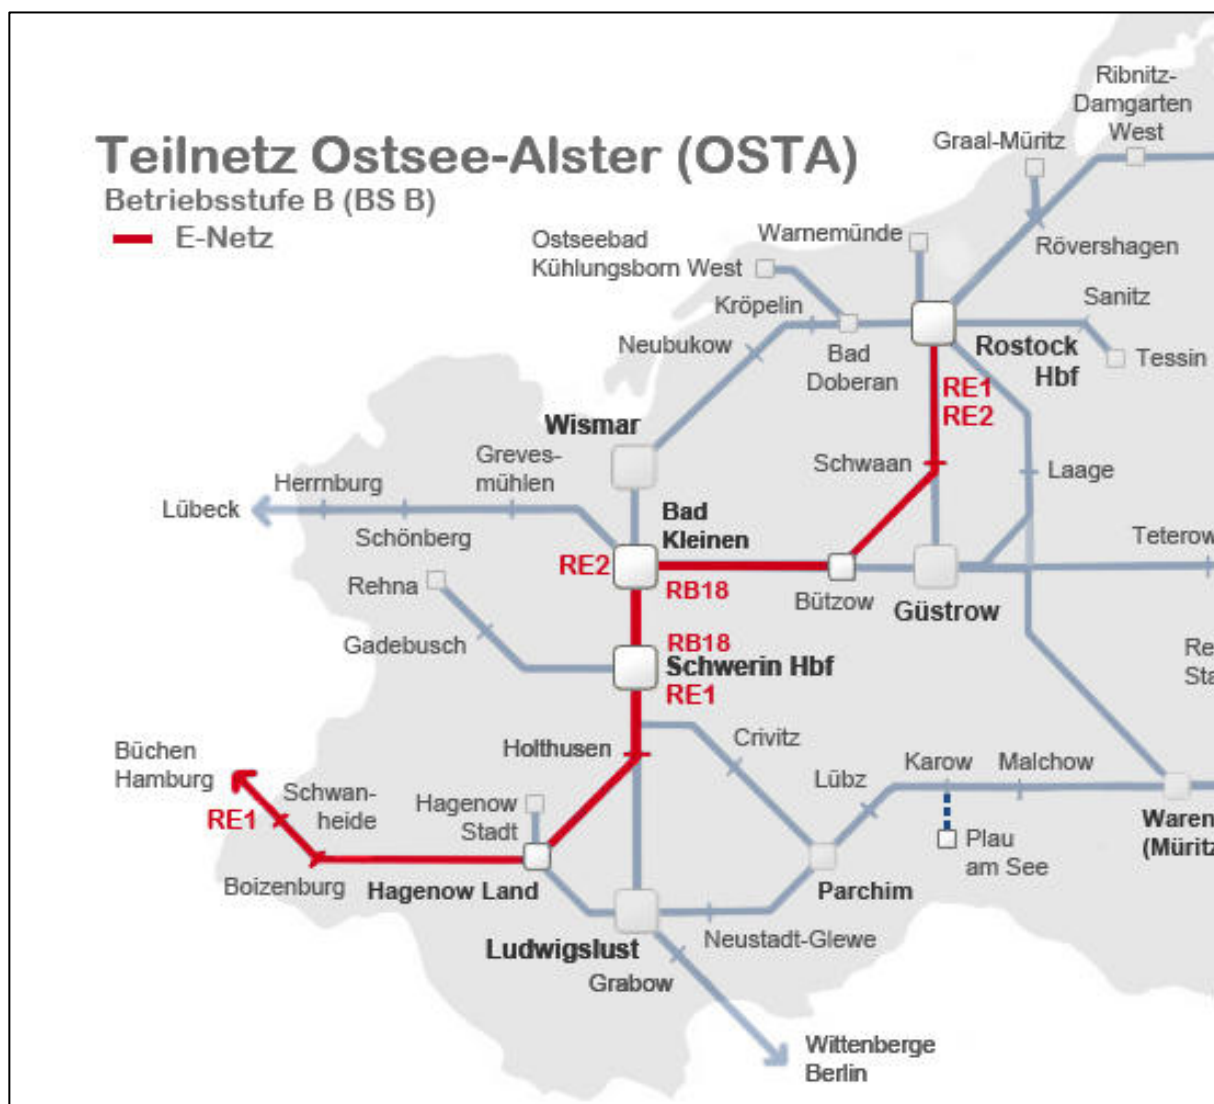 Teilnetz Ostsee-Alster (OSTA)
Betriebsstufe B (BS B)
E-Netz
Ribnitz-
Damgarten
West
Graal-Müritz
Rövershagen
Warnemünde
Ostseebad
Kühlungsborn West
Kröpelin
Neubukow
Bad
Doberan
Sanitz
Rostock
Hbf
Tessin
RE1
RE2
Wismar
Schwaan
Laage
Greves-
mühlen
Herrnburg
Lübeck
Schönberg
Bad
Kleinen
RE2
RB18
Bützow
Güstrow
Teterow
Rehna
Gadebusch
RB18
Schwerin Hbf
RE1
Re
Sta
Holthusen
Crivitz
Büchen
Hamburg
Schwan-
heide
RE1
Hagenow
Stadt
Lübz
Karow
Malchow
Plau
am See
Waren
(Müritz
Boizenburg
Hagenow Land
Parchim
Ludwigslust
Neustadt-Glewe
Grabow
Wittenberge
Berlin